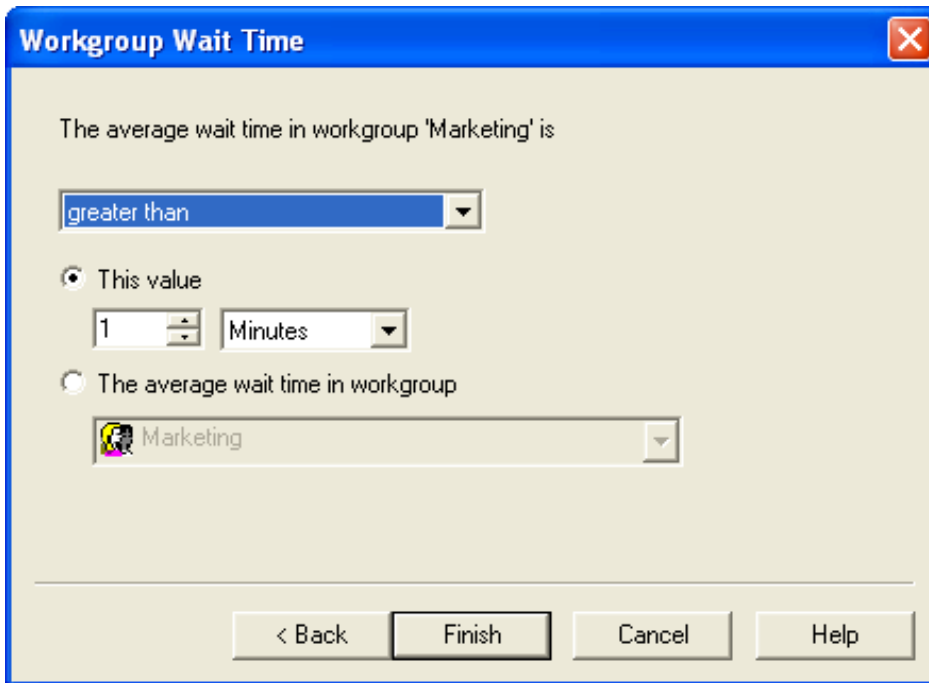 Workgroup Wait Time
The average wait time in workgroup 'Marketing' is
greater than
This value
1 Minutes
The average wait time in workgroup
Marketing
< Back Finish Cancel Help